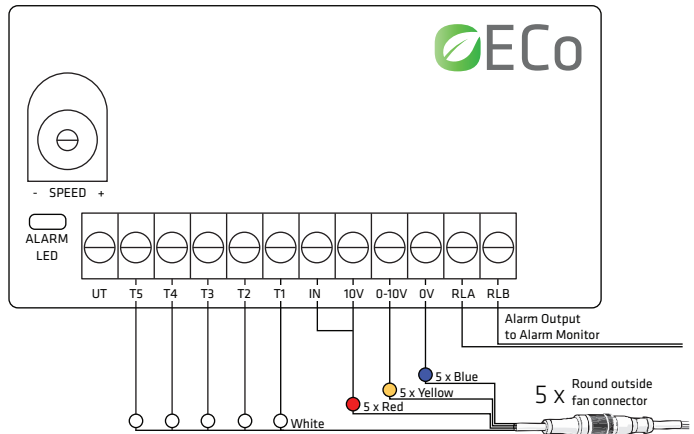 ECo
- SPEED +
ALARM
LED
UT T5 T4 T3 T2 T1 IN 10V 0-10V 0V RLA RLB
Alarm Output
to Alarm Monitor
5 x Blue
5 x Yellow
5 x Red
White
5 x Round outside
fan connector